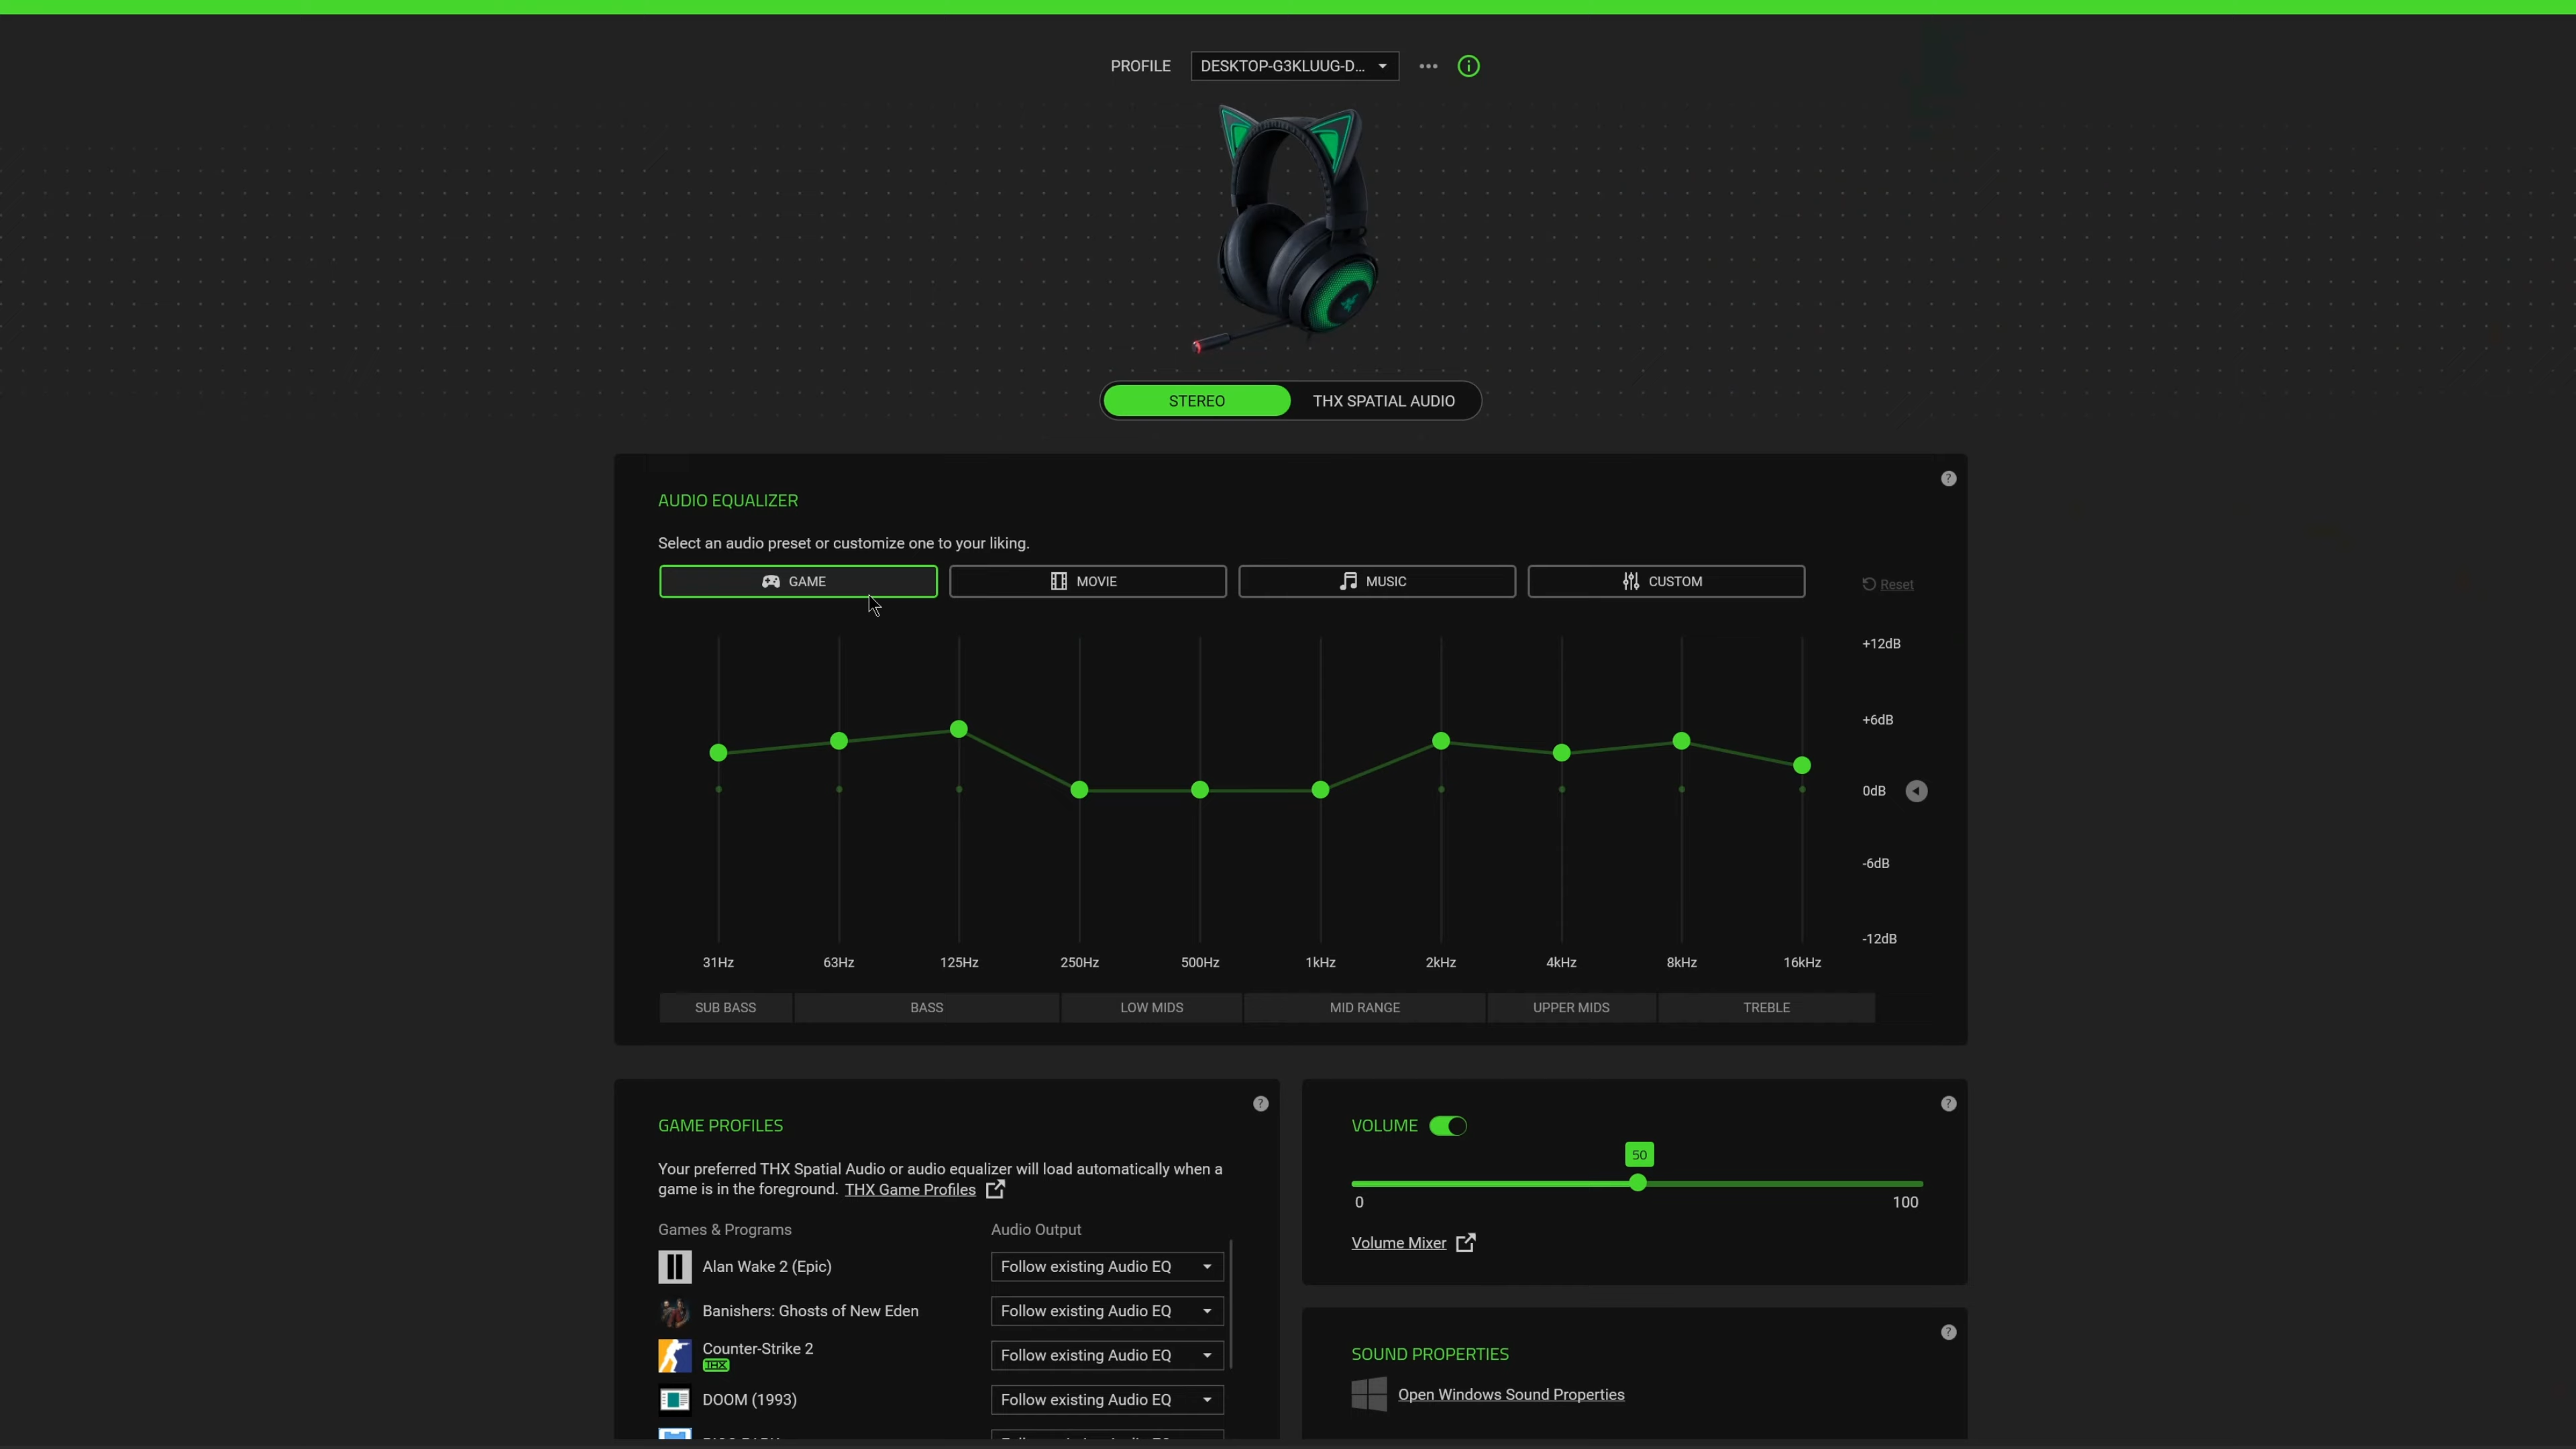 PROFILE DESKTOP-G3KLUUG-D...
STEREO THX SPATIAL AUDIO
AUDIO EQUALIZER
Select an audio preset or customize one to your liking.
GAME MOVIE MUSIC CUSTOM Reset
+12dB
+6dB
0dB
-6dB
-12dB
31Hz 63Hz 125Hz 250Hz 500Hz 1kHz 2kHz 4kHz 8kHz 16kHz
SUB BASS BASS LOW MIDS MID RANGE UPPER MIDS TREBLE
GAME PROFILES
Your preferred THX Spatial Audio or audio equalizer will load automatically when a
game is in the foreground. THX Game Profiles
Games & Programs Audio Output
Alan Wake 2 (Epic) Follow existing Audio EQ
Banishers: Ghosts of New Eden Follow existing Audio EQ
Counter-Strike 2 Follow existing Audio EQ
THX
DOOM (1993) Follow existing Audio EQ
VOLUME
50
0 100
Volume Mixer
SOUND PROPERTIES
Open Windows Sound Properties